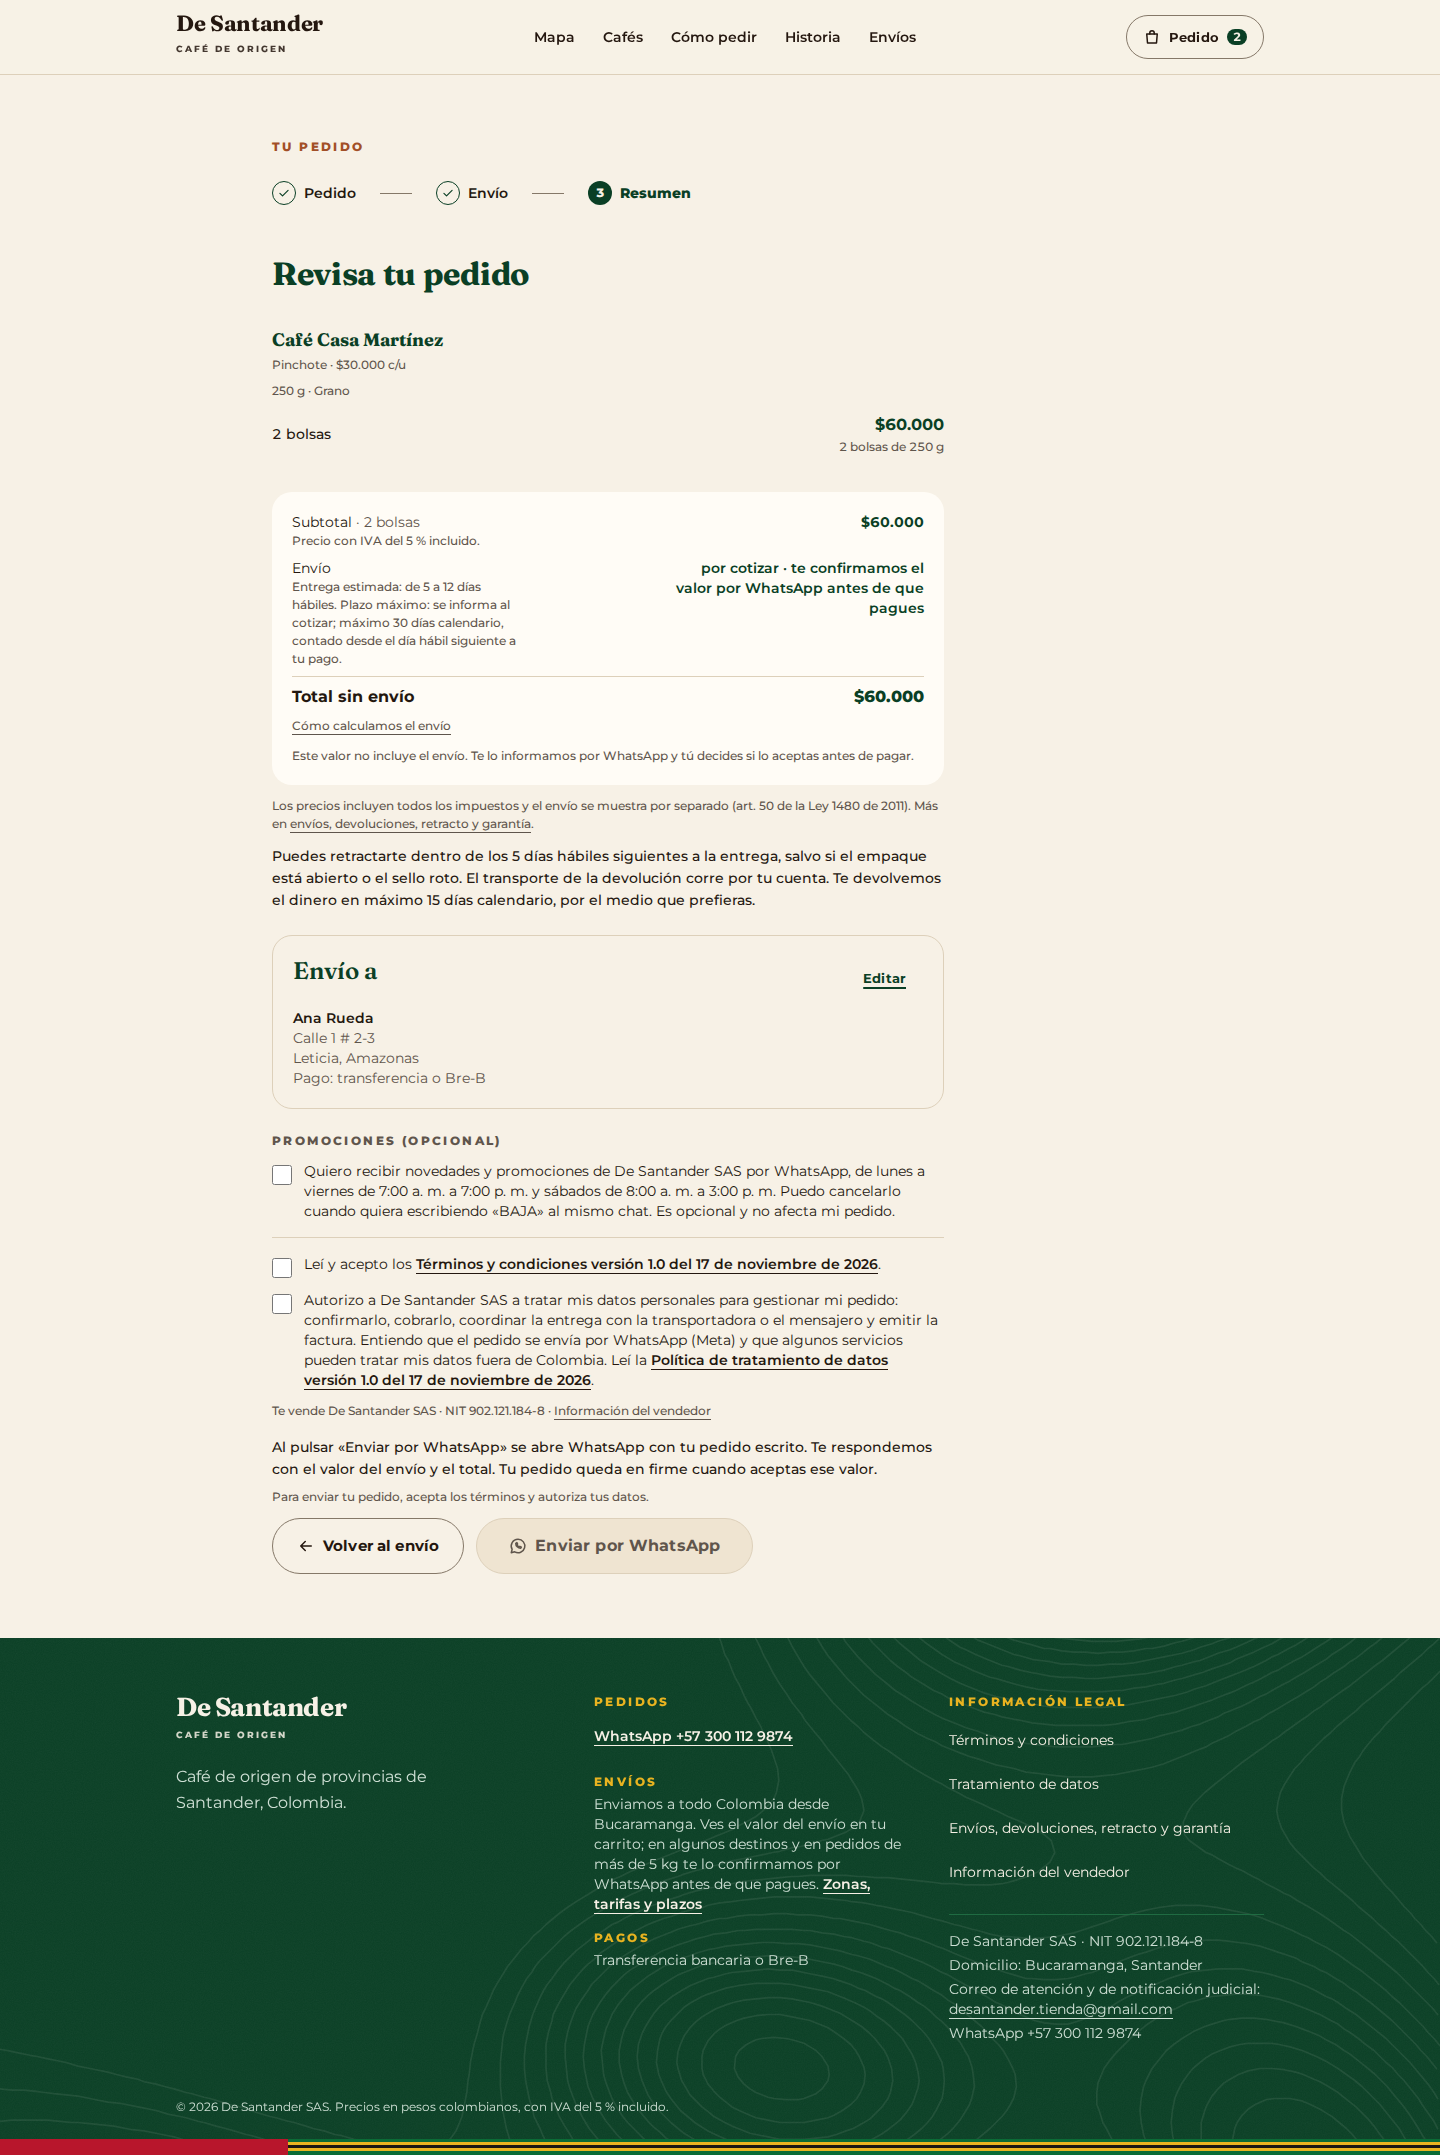 De Santander
CAFÉ DE ORIGEN
Mapa
Cafés
Cómo pedir
Historia
Envíos
Pedido 2
TU PEDIDO
Pedido
Envío
3 Resumen
Revisa tu pedido
Café Casa Martínez
Pinchote · $30.000 c/u
250 g · Grano
2 bolsas
$60.000
2 bolsas de 250 g
Subtotal · 2 bolsas
$60.000
Precio con IVA del 5 % incluido.
Envío
Entrega estimada: de 5 a 12 días
hábiles. Plazo máximo: se informa al
cotizar; máximo 30 días calendario,
contado desde el día hábil siguiente a
tu pago.
por cotizar · te confirmamos el
valor por WhatsApp antes de que
pagues
Total sin envío
$60.000
Cómo calculamos el envío
Este valor no incluye el envío. Te lo informamos por WhatsApp y tú decides si lo aceptas antes de pagar.
Los precios incluyen todos los impuestos y el envío se muestra por separado (art. 50 de la Ley 1480 de 2011). Más
en envíos, devoluciones, retracto y garantía.
Puedes retractarte dentro de los 5 días hábiles siguientes a la entrega, salvo si el empaque
está abierto o el sello roto. El transporte de la devolución corre por tu cuenta. Te devolvemos
el dinero en máximo 15 días calendario, por el medio que prefieras.
Envío a
Editar
Ana Rueda
Calle 1 # 2-3
Leticia, Amazonas
Pago: transferencia o Bre-B
PROMOCIONES (OPCIONAL)
Quiero recibir novedades y promociones de De Santander SAS por WhatsApp, de lunes a
viernes de 7:00 a. m. a 7:00 p. m. y sábados de 8:00 a. m. a 3:00 p. m. Puedo cancelarlo
cuando quiera escribiendo «BAJA» al mismo chat. Es opcional y no afecta mi pedido.
Leí y acepto los Términos y condiciones versión 1.0 del 17 de noviembre de 2026.
Autorizo a De Santander SAS a tratar mis datos personales para gestionar mi pedido:
confirmarlo, cobrarlo, coordinar la entrega con la transportadora o el mensajero y emitir la
factura. Entiendo que el pedido se envía por WhatsApp (Meta) y que algunos servicios
pueden tratar mis datos fuera de Colombia. Leí la Política de tratamiento de datos
versión 1.0 del 17 de noviembre de 2026.
Te vende De Santander SAS · NIT 902.121.184-8 · Información del vendedor
Al pulsar «Enviar por WhatsApp» se abre WhatsApp con tu pedido escrito. Te respondemos
con el valor del envío y el total. Tu pedido queda en firme cuando aceptas ese valor.
Para enviar tu pedido, acepta los términos y autoriza tus datos.
Volver al envío
Enviar por WhatsApp
De Santander
CAFÉ DE ORIGEN
Café de origen de provincias de
Santander, Colombia.
PEDIDOS
WhatsApp +57 300 112 9874
ENVÍOS
Enviamos a todo Colombia desde
Bucaramanga. Ves el valor del envío en tu
carrito; en algunos destinos y en pedidos de
más de 5 kg te lo confirmamos por
WhatsApp antes de que pagues. Zonas,
tarifas y plazos
PAGOS
Transferencia bancaria o Bre-B
INFORMACIÓN LEGAL
Términos y condiciones
Tratamiento de datos
Envíos, devoluciones, retracto y garantía
Información del vendedor
De Santander SAS · NIT 902.121.184-8
Domicilio: Bucaramanga, Santander
Correo de atención y de notificación judicial:
desantander.tienda@gmail.com
WhatsApp +57 300 112 9874
© 2026 De Santander SAS. Precios en pesos colombianos, con IVA del 5 % incluido.